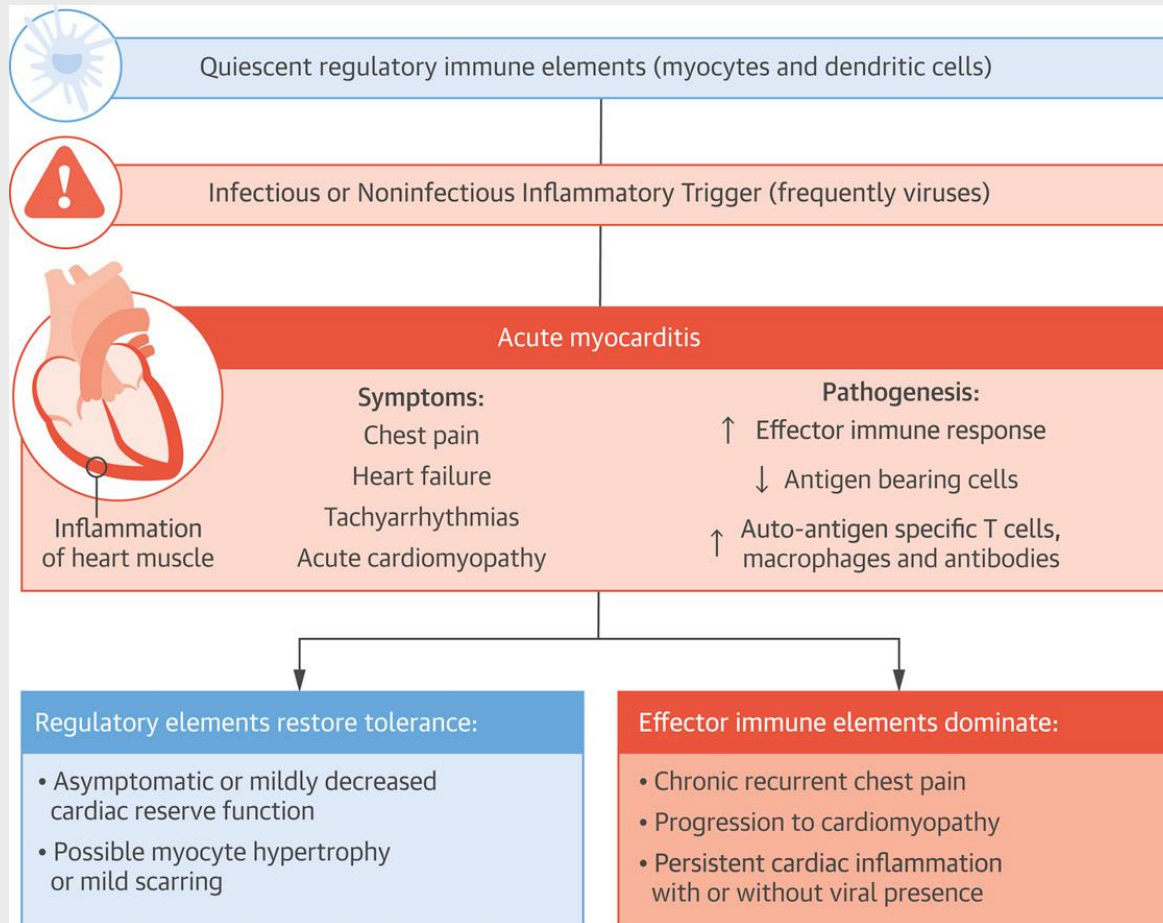 Quiescent regulatory immune elements (myocytes and dendritic cells)
Infectious or Noninfectious Inflammatory Trigger (frequently viruses)
Acute myocarditis
Inflammation
of heart muscle
Symptoms:
Chest pain
Heart failure
Tachyarrhythmias
Acute cardiomyopathy
Pathogenesis:
↑ Effector immune response
↓ Antigen bearing cells
↑ Auto-antigen specific T cells,
macrophages and antibodies
Regulatory elements restore tolerance:
• Asymptomatic or mildly decreased
cardiac reserve function
• Possible myocyte hypertrophy
or mild scarring
Effector immune elements dominate:
• Chronic recurrent chest pain
• Progression to cardiomyopathy
• Persistent cardiac inflammation
with or without viral presence